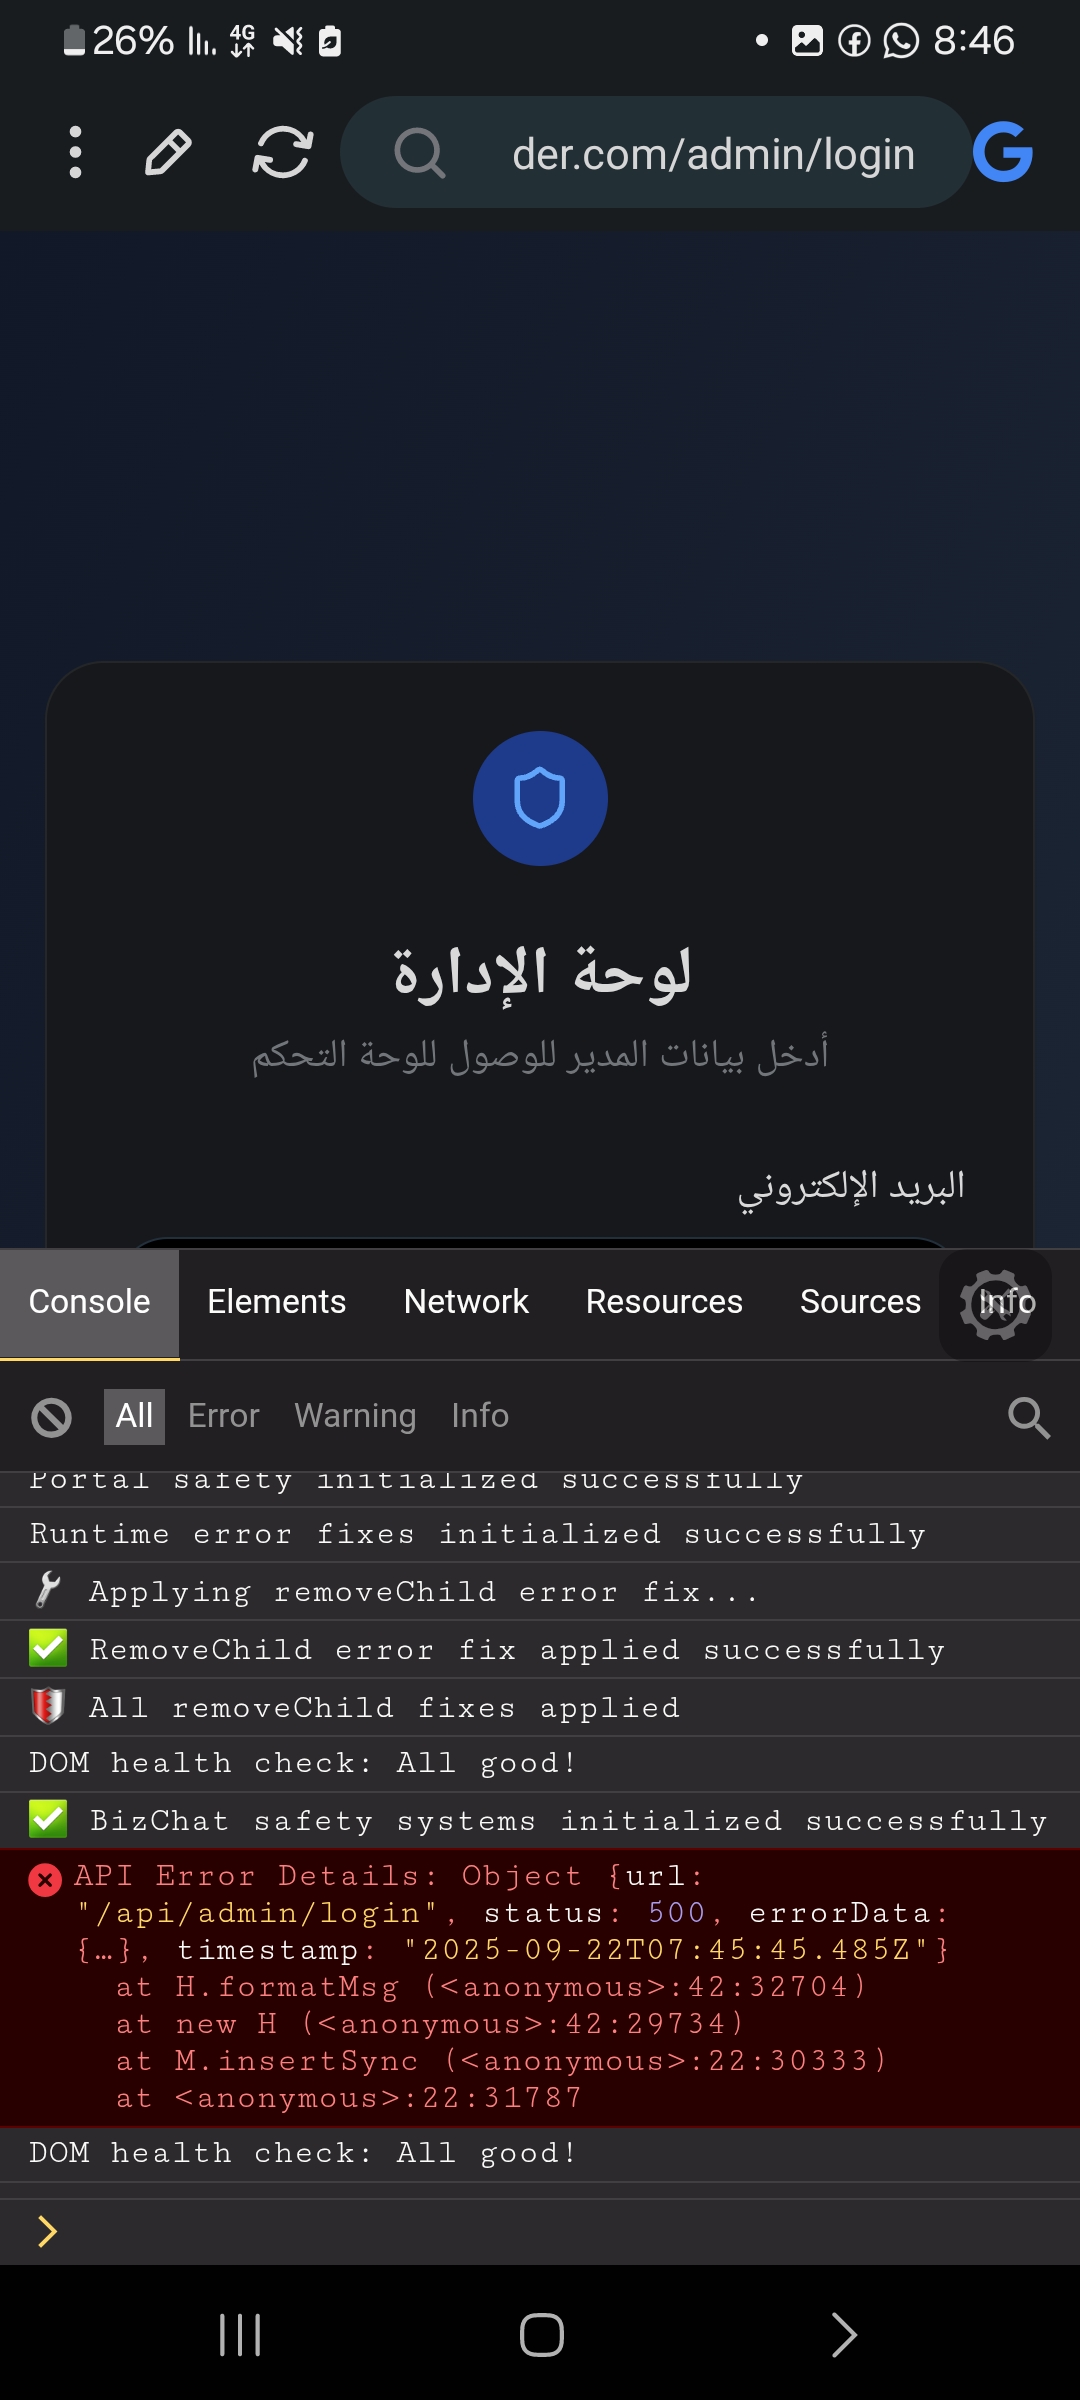 26% 4G 8:46
der.com/admin/login
لوحة الإدارة
أدخل بيانات المدير للوصول للوحة التحكم
البريد الإلكتروني
Console Elements Network Resources Sources Info
All Error Warning Info
Portal safety initialized successfully
Runtime error fixes initialized successfully
🔧 Applying removeChild error fix...
✅ RemoveChild error fix applied successfully
🛡️ All removeChild fixes applied
DOM health check: All good!
✅ BizChat safety systems initialized successfully
API Error Details: Object {url:
"/api/admin/login", status: 500, errorData:
{…}, timestamp: "2025-09-22T07:45:45.485Z"}
at H.formatMsg (<anonymous>:42:32704)
at new H (<anonymous>:42:29734)
at M.insertSync (<anonymous>:22:30333)
at <anonymous>:22:31787
DOM health check: All good!